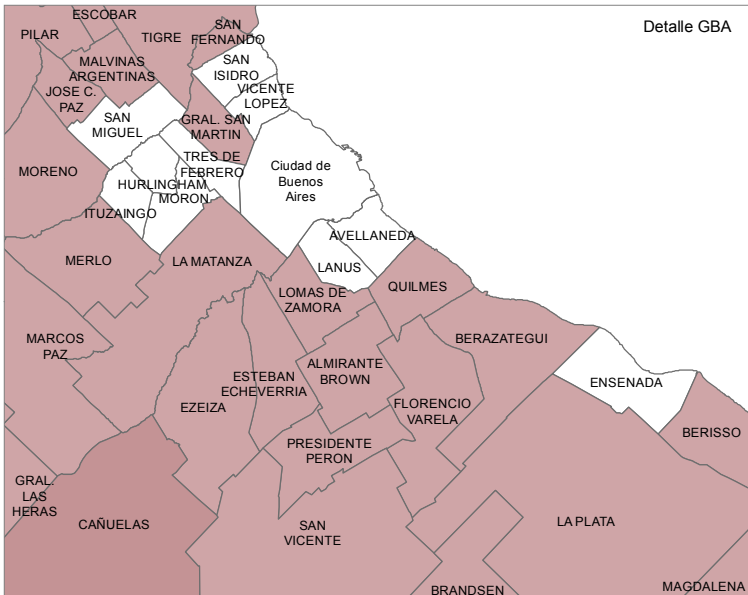 Detalle GBA
ESCOBAR
PILAR
TIGRE
SAN
FERNANDO
MALVINAS
ARGENTINAS
SAN
ISIDRO
JOSE C.
PAZ
VICENTE
LOPEZ
SAN
MIGUEL
GRAL. SAN
MARTIN
MORENO
TRES DE
FEBRERO
Ciudad de
Buenos
Aires
HURLINGHAM
MORON
ITUZAINGO
AVELLANEDA
MERLO
LA MATANZA
LANUS
LOMAS DE
ZAMORA
QUILMES
MARCOS
PAZ
BERAZATEGUI
ALMIRANTE
BROWN
ESTEBAN
ECHEVERRIA
ENSENADA
EZEIZA
FLORENCIO
VARELA
BERISSO
PRESIDENTE
PERON
GRAL.
LAS
HERAS
CAÑUELAS
SAN
VICENTE
LA PLATA
BRANDSEN
MAGDALENA